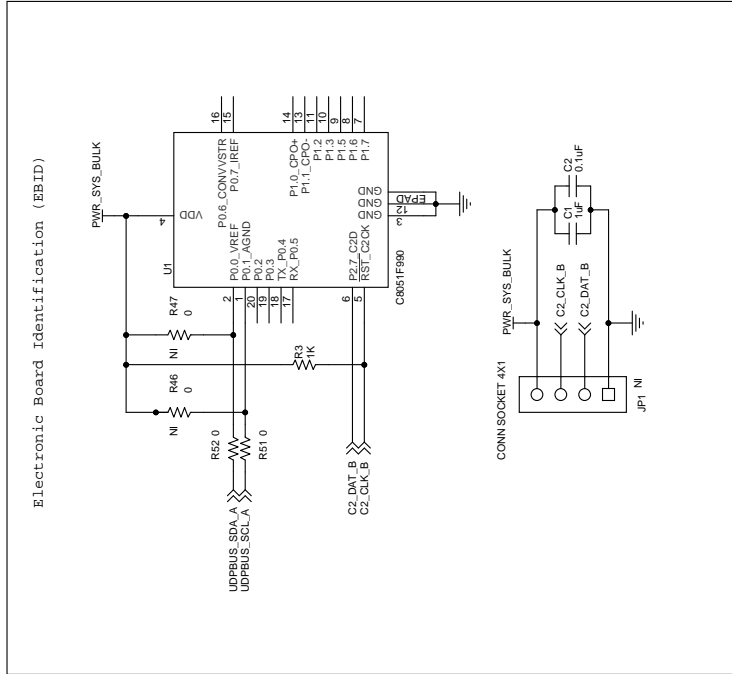 Electronic Board Identification (EBID)
PWR_SYS_BULK
R47
0
NI
R46
0
NI
R52 0
R51 0
UDPBUS_SDA_A
UDPBUS_SCL_A
R3
1K
C2_DAT_B
C2_CLK_B
U1
4
VDD
2
P0.0_VREF
1
P0.1_AGND
20
P0.2
19
P0.3
18
TX_P0.4
17
RX_P0.5
6
P2.7_C2D
5
RST_C2CK
P0.6_CONVVSTR
16
P0.7_IREF
15
P1.0_CPO+
14
P1.1_CPO-
13
P1.2
11
P1.3
10
P1.5
9
P1.6
8
P1.7
7
GND
3
GND
12
GND
EPAD
C8051F990
CONN SOCKET 4X1
PWR_SYS_BULK
C2_CLK_B
C2_DAT_B
C1
1uF
C2
0.1uF
JP1
NI